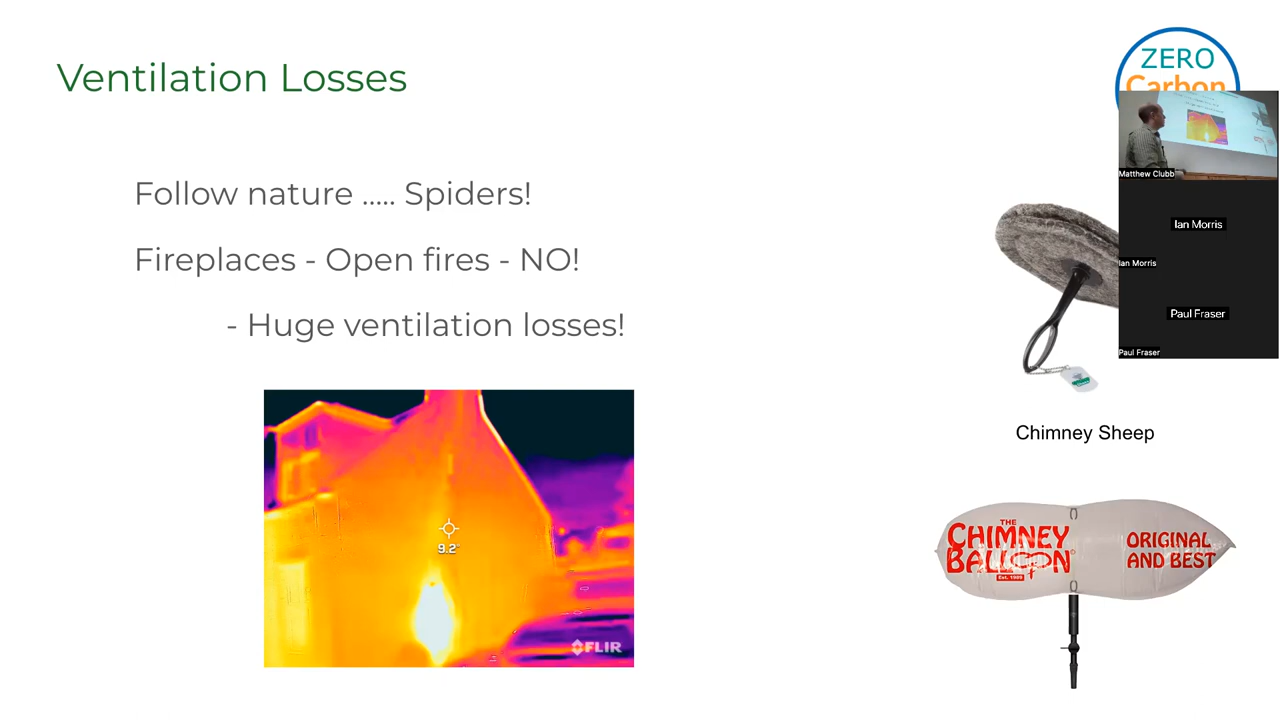 Ventilation Losses
Follow nature ..... Spiders!
Fireplaces - Open fires - NO!
- Huge ventilation losses!
9.2°
FLIR
ZERO
Carbon
Matthew Clubb
Ian Morris
Ian Morris
Paul Fraser
Paul Fraser
Chimney Sheep
THE
CHIMNEY
BALLOON
Est. 1989
ORIGINAL
AND BEST